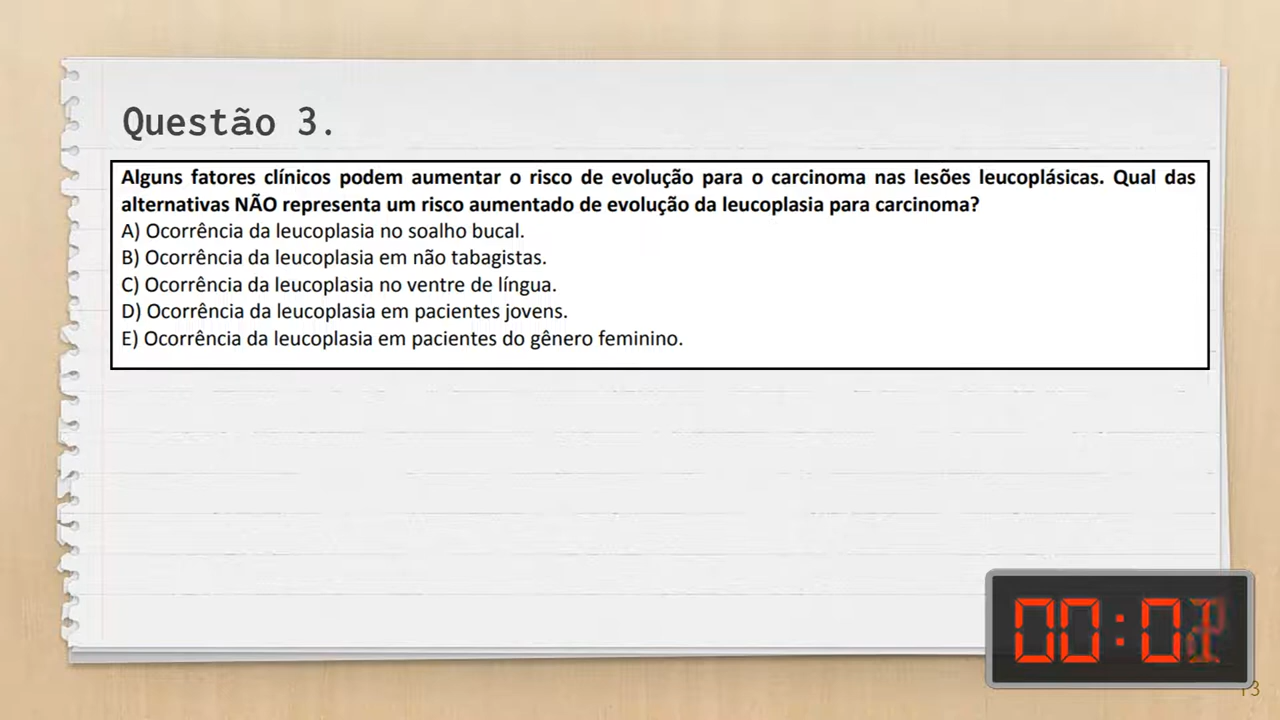 Questão 3.
Alguns fatores clínicos podem aumentar o risco de evolução para o carcinoma nas lesões leucoplásicas. Qual das
alternativas NÃO representa um risco aumentado de evolução da leucoplasia para carcinoma?
A) Ocorrência da leucoplasia no soalho bucal.
B) Ocorrência da leucoplasia em não tabagistas.
C) Ocorrência da leucoplasia no ventre de língua.
D) Ocorrência da leucoplasia em pacientes jovens.
E) Ocorrência da leucoplasia em pacientes do gênero feminino.